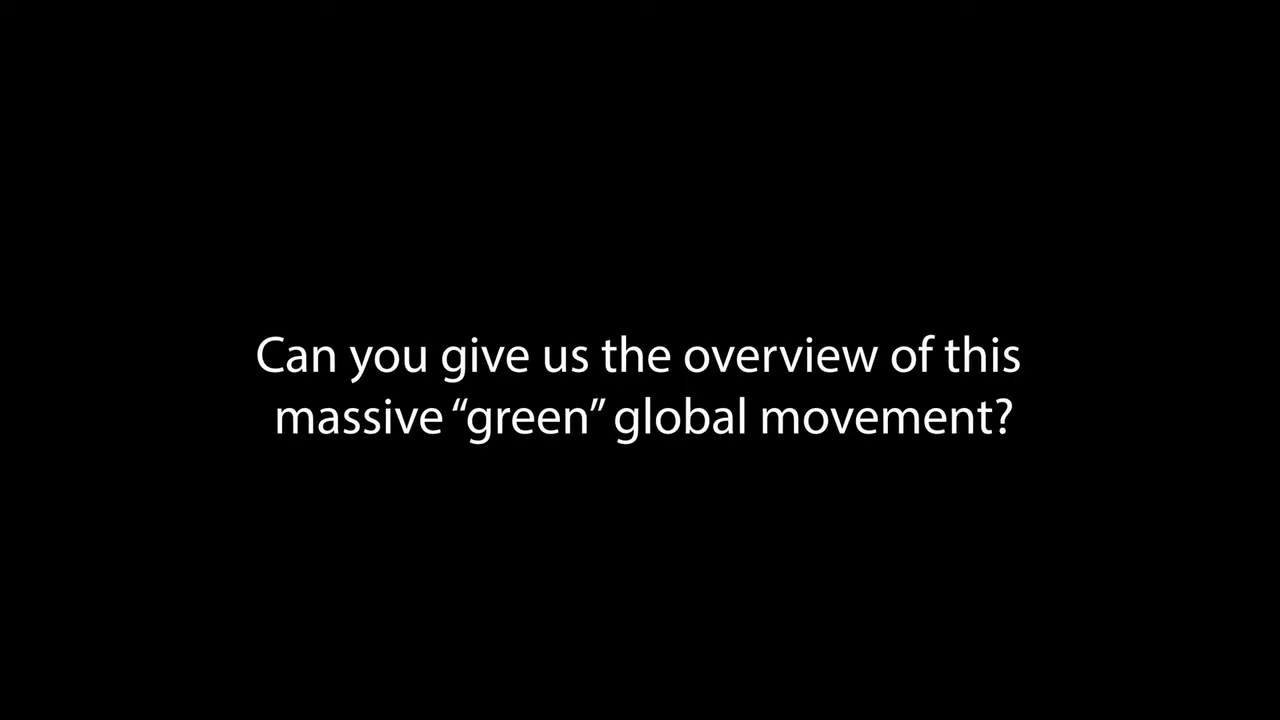 Can you give us the overview of this
massive “green” global movement?